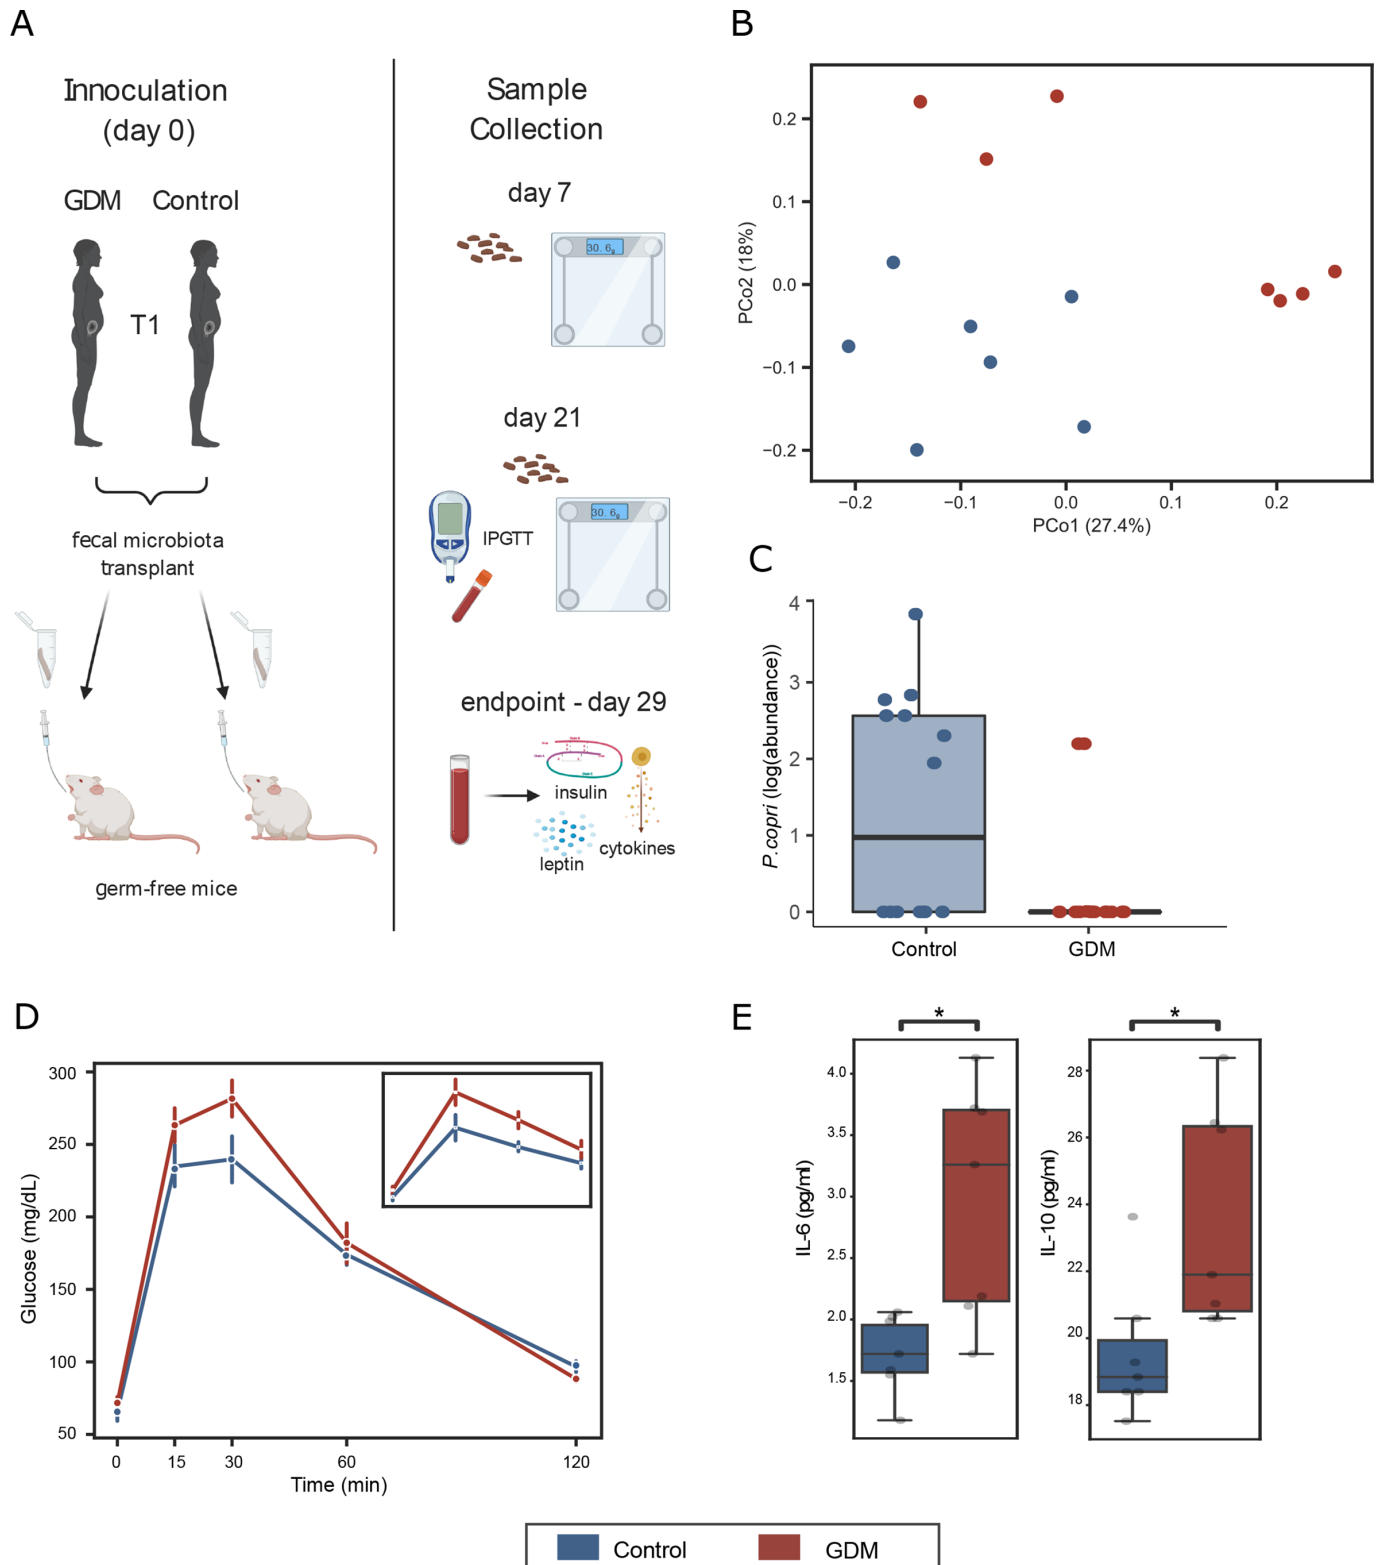 A
Innoculation
(day 0)
GDM Control
T1
fecal microbiota
transplant
germ-free mice
Sample
Collection
day 7
30. 6g
day 21
IPGTT
30. 6g
endpoint - day 29
insulin
leptin
cytokines
B
PCo2 (18%)
0.2
0.1
0.0
−0.1
−0.2
−0.2 −0.1 0.0 0.1 0.2
PCo1 (27.4%)
C
P.copri (log(abundance))
4
3
2
1
0
Control GDM
D
Glucose (mg/dL)
300
250
200
150
100
50
0 15 30 60 120
Time (min)
E
*
IL-6 (pg/ml)
4.0
3.5
3.0
2.5
2.0
1.5
*
IL-10 (pg/ml)
28
26
24
22
20
18
Control GDM